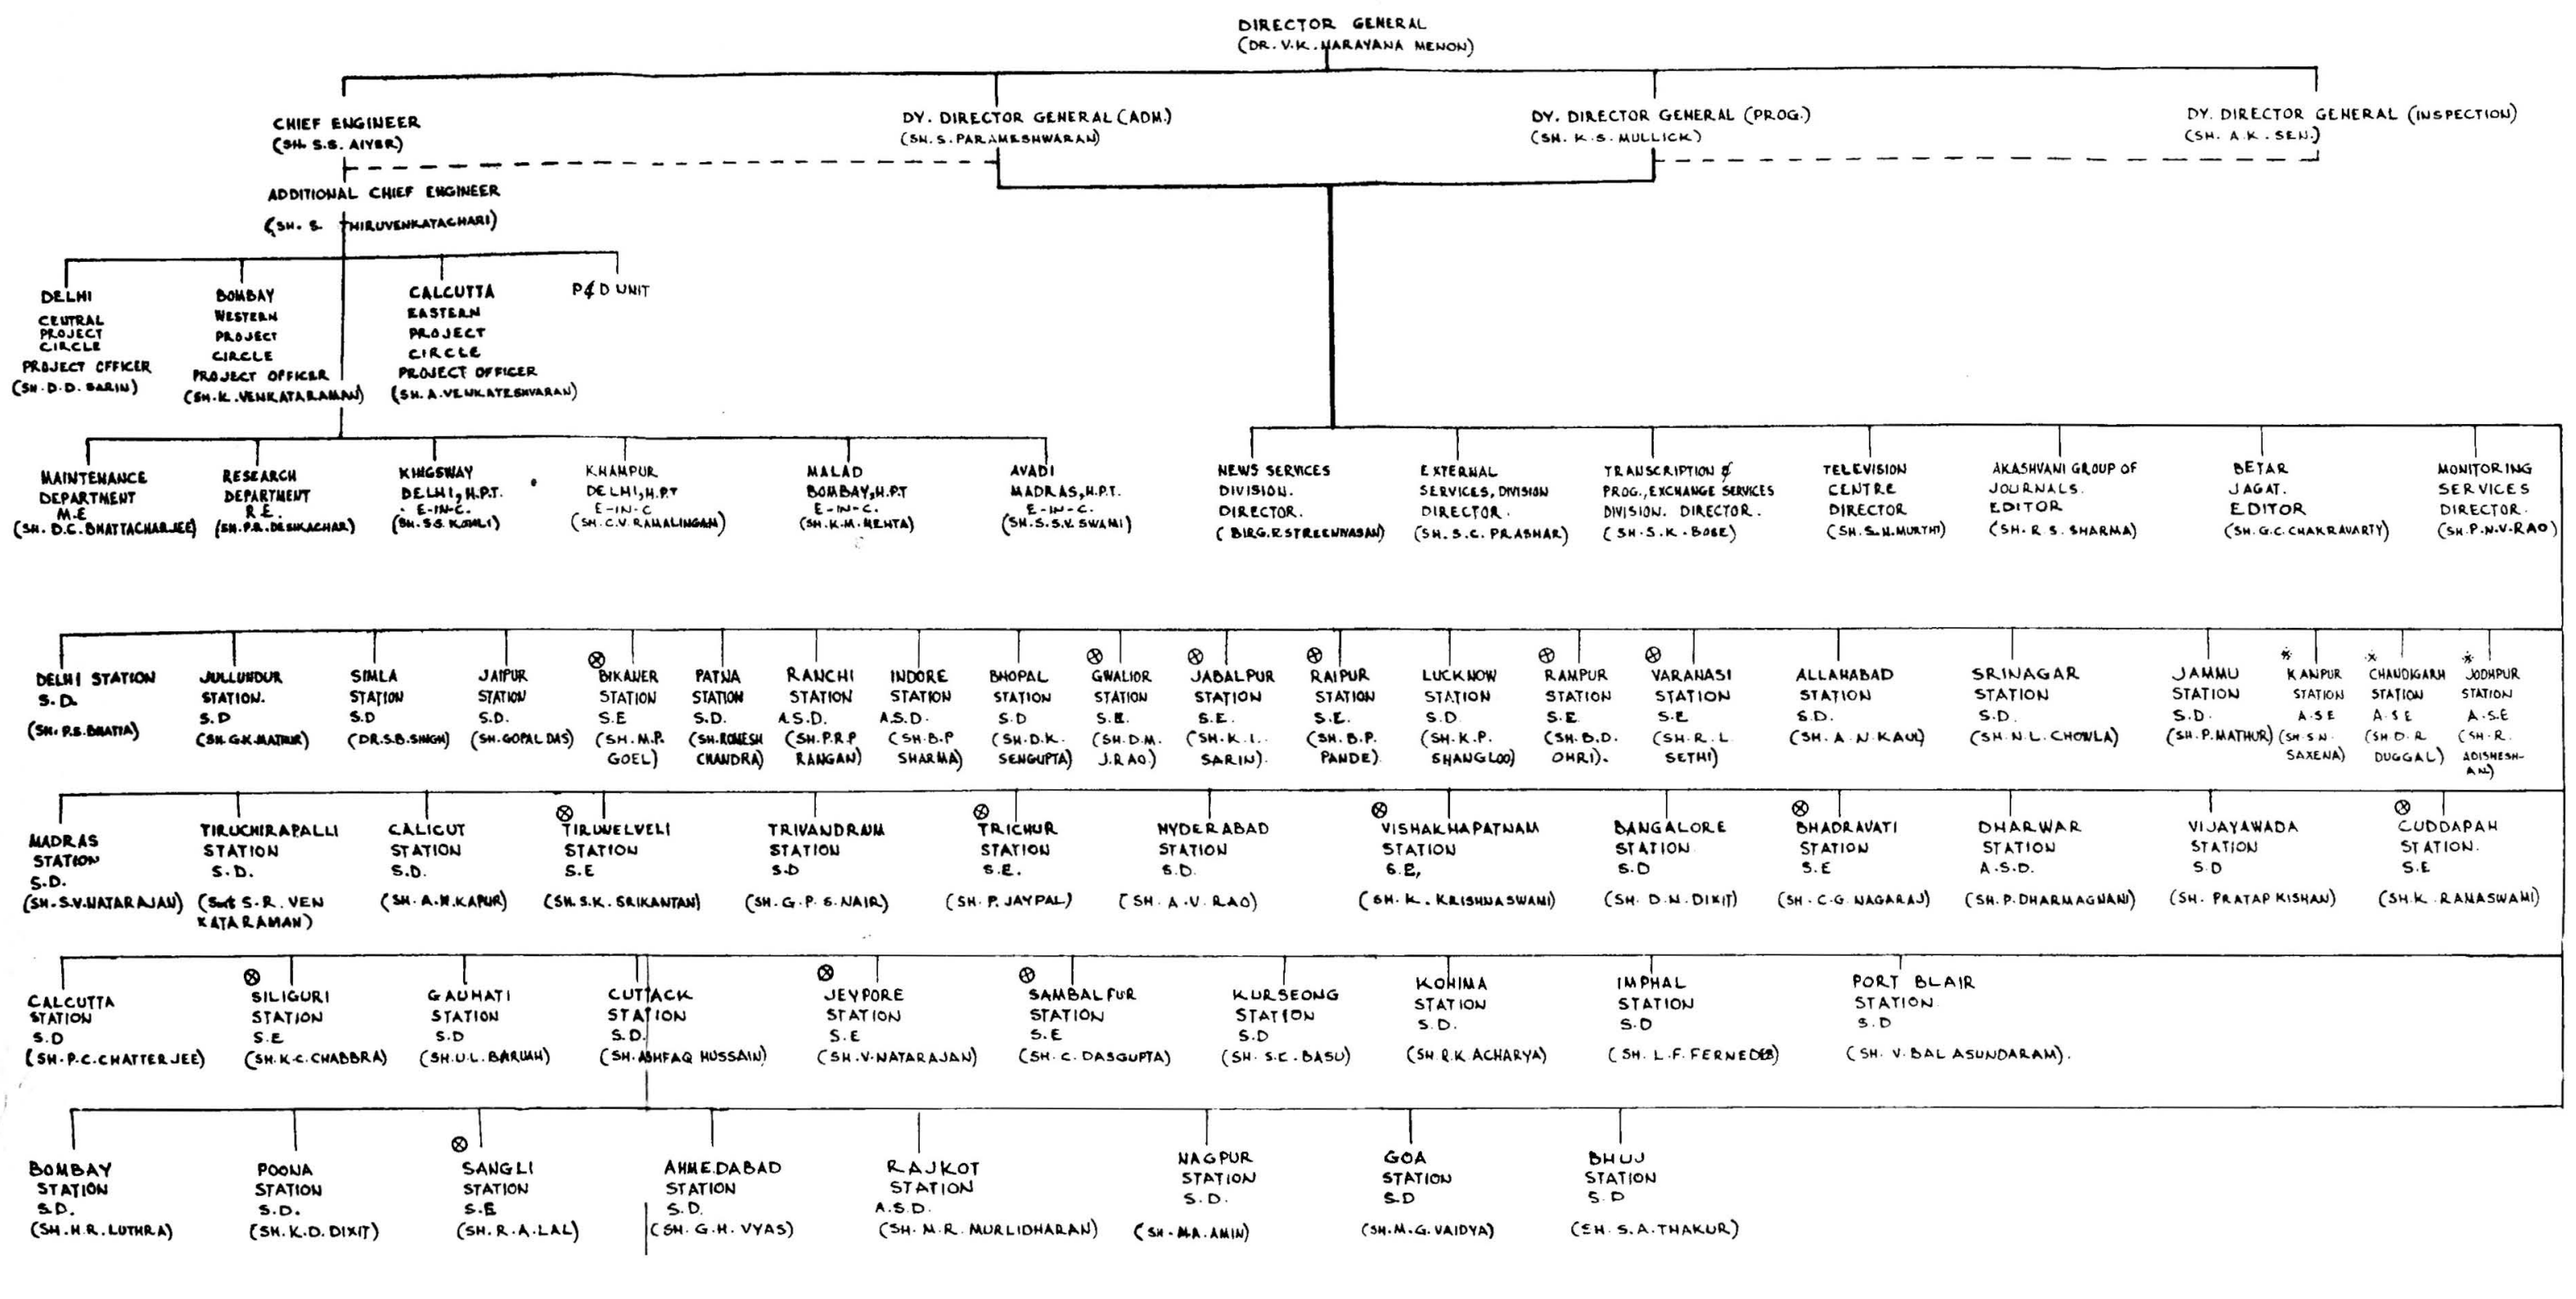 DIRECTOR GENERAL
(DR. V.K. NARAYANA MENON)
CHIEF ENGINEER
(SH. S.S. AIYER)
DY. DIRECTOR GENERAL (ADM.)
(SH. S. PARAMESHWARAN)
DY. DIRECTOR GENERAL (PROG.)
(SH. K.S. MULLICK)
DY. DIRECTOR GENERAL (INSPECTION)
(SH. A.K. SEN.)
ADDITIONAL CHIEF ENGINEER
(SH. S. THIRUVENKATACHARI)
DELHI
CENTRAL
PROJECT
CIRCLE
PROJECT OFFICER
(SH. D.D. SARIN)
BOMBAY
WESTERN
PROJECT
CIRCLE
PROJECT OFFICER
(SH. K. VENKATARAMAN)
CALCUTTA
EASTERN
PROJECT
CIRCLE
PROJECT OFFICER
(SH. A. VENKATESHVARAN)
P&D UNIT
MAINTENANCE
DEPARTMENT
M.E
(SH. D.C. BHATTACHARJEE)
RESEARCH
DEPARTMENT
R.E.
(SH. P.R. DESIKACHAR)
KINGSWAY
DELHI, H.P.T.
E-IN-C.
(SH. S.S. KOHLI)
KHAMPUR
DELHI, H.P.T
E-IN-C
(SH. C.V. RAMALINGAM)
MALAD
BOMBAY, H.P.T
E-IN-C.
(SH. K.M. MEHTA)
AVADI
MADRAS, H.P.T.
E-IN-C.
(SH. S.S.V. SWAMI)
NEWS SERVICES
DIVISION.
DIRECTOR.
(BIRG. R. STREENIVASAN)
EXTERNAL
SERVICES, DIVISION
DIRECTOR.
(SH. S.C. PRASHAR)
TRANSCRIPTION &
PROG., EXCHANGE SERVICES
DIVISION. DIRECTOR.
(SH. S.K. BOSE)
TELEVISION
CENTRE
DIRECTOR
(SH. S.N. MURTHI)
AKASHVANI GROUP OF
JOURNALS.
EDITOR
(SH. R.S. SHARMA)
BETAR
JAGAT.
EDITOR
(SH. G.C. CHAKRAVARTY)
MONITORING
SERVICES
DIRECTOR.
(SH. P.N.V. RAO)
DELHI STATION
S.D.
(SH. P.S. BHATIA)
JULLUNDUR
STATION.
S.D
(SH. G.K. MATHUR)
SIMLA
STATION
S.D
(DR. S.B. SINGH)
JAIPUR
STATION
S.D.
(SH. GOPAL DAS)
BIKANER
STATION
S.E
(SH. M.P.
GOEL)
PATNA
STATION
S.D.
(SH. ROMESH
CHANDRA)
RANCHI
STATION
A.S.D.
(SH. P.R.P
RANGAN)
INDORE
STATION
A.S.D.
(SH. B.P
SHARMA)
BHOPAL
STATION
S.D
(SH. D.K.
SENGUPTA)
GWALIOR
STATION
S.E.
(SH. D.M.
J.RAO.)
JABALPUR
STATION
S.E.
(SH. K.I.
SARIN).
RAIPUR
STATION
S.E.
(SH. B.P.
PANDE)
LUCKNOW
STATION
S.D.
(SH. K.P.
SHANGLOO)
RAMPUR
STATION
S.E.
(SH. B.D.
OHRI).
VARANASI
STATION
S.E
(SH. R.L.
SETHI)
ALLAHABAD
STATION
S.D.
(SH. A.N. KAUL)
SRINAGAR
STATION
S.D.
(SH. N.L. CHOWLA)
JAMMU
STATION
S.D.
(SH. P. MATHUR)
KANPUR
STATION
A.S.E
(SH. S.N.
SAXENA)
CHANDIGARH
STATION
A.S.E
(SH. D.R
DUGGAL)
JODHPUR
STATION
A.S.E
(SH. R.
ADISHESH-
AN)
MADRAS
STATION
S.D.
(SH. S.V. NATARAJAN)
TIRUCHIRAPALLI
STATION
S.D.
(Smt S.R. VEN
KATARAMAN)
CALICUT
STATION
S.D.
(SH. A.N. KAPUR)
TIRUNELVELI
STATION
S.E
(SH. S.K. SRIKANTAN)
TRIVANDRUM
STATION
S.D
(SH. G.P.S. NAIR)
TRICHUR
STATION
S.E.
(SH. P. JAYPAL)
HYDERABAD
STATION
S.D.
(SH. A.V. RAO)
VISHAKHAPATNAM
STATION
S.E,
(SH. K. KRISHNASWAMI)
BANGALORE
STATION
S.D
(SH. D.N. DIXIT)
BHADRAVATI
STATION
S.E
(SH. C.G. NAGARAJ)
DHARWAR
STATION
A.S.D.
(SH. P. DHARMAGNANI)
VIJAYAWADA
STATION
S.D
(SH. PRATAP KISHAN)
CUDDAPAH
STATION.
S.E
(SH. K. RAMASWAMI)
CALCUTTA
STATION
S.D
(SH. P.C. CHATTERJEE)
SILIGURI
STATION
S.E
(SH. K.C. CHABBRA)
GAUHATI
STATION
S.D
(SH. U.L. BARUAH)
CUTTACK
STATION
S.D.
(SH. ASHFAQ HUSSAIN)
JEYPORE
STATION
S.E
(SH. V. NATARAJAN)
SAMBALPUR
STATION
S.E
(SH. C. DASGUPTA)
KURSEONG
STATION
S.D
(SH. S.C. BASU)
KOHIMA
STATION
S.D.
(SH. R.K ACHARYA)
IMPHAL
STATION
S.D
(SH. L.F. FERNEDES)
PORT BLAIR
STATION
S.D
(SH. V. BALASUNDARAM).
BOMBAY
STATION
S.D.
(SH. H.R. LUTHRA)
POONA
STATION
S.D.
(SH. K.D. DIXIT)
SANGLI
STATION
S.E
(SH. R.A. LAL)
AHMEDABAD
STATION
S.D.
(SH. G.H. VYAS)
RAJKOT
STATION
A.S.D.
(SH. M.R. MURLIDHARAN)
NAGPUR
STATION
S.D.
(SH. M.A. AMIN)
GOA
STATION
S.D
(SH. M.G. VAIDYA)
BHUJ
STATION
S.D
(SH. S.A. THAKUR)